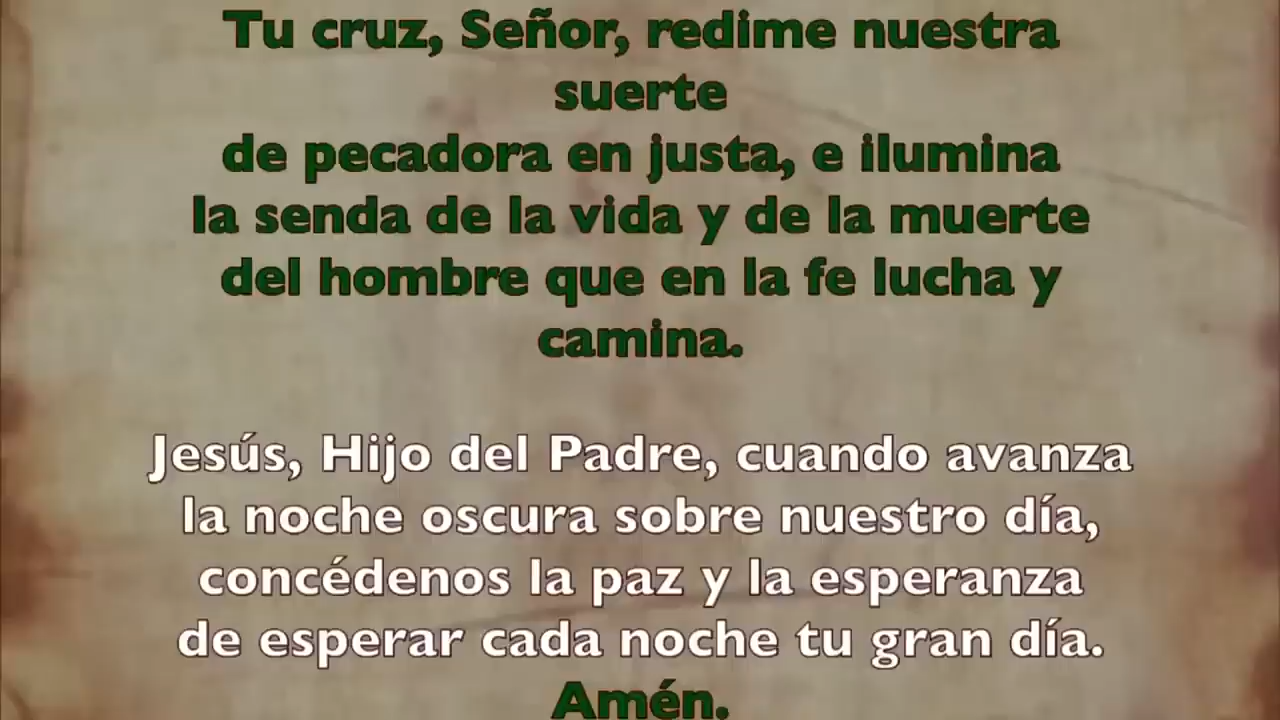 Tu cruz, Señor, redime nuestra
suerte
de pecadora en justa, e ilumina
la senda de la vida y de la muerte
del hombre que en la fe lucha y
camina.
Jesús, Hijo del Padre, cuando avanza
la noche oscura sobre nuestro día,
concédenos la paz y la esperanza
de esperar cada noche tu gran día.
Amén.